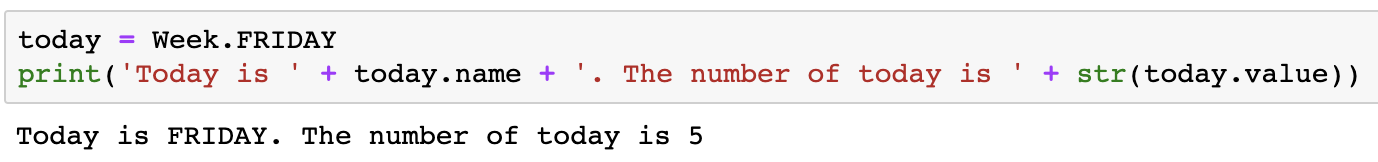 today = Week.FRIDAY
print('Today is ' + today.name + '. The number of today is ' + str(today.value))
Today is FRIDAY. The number of today is 5